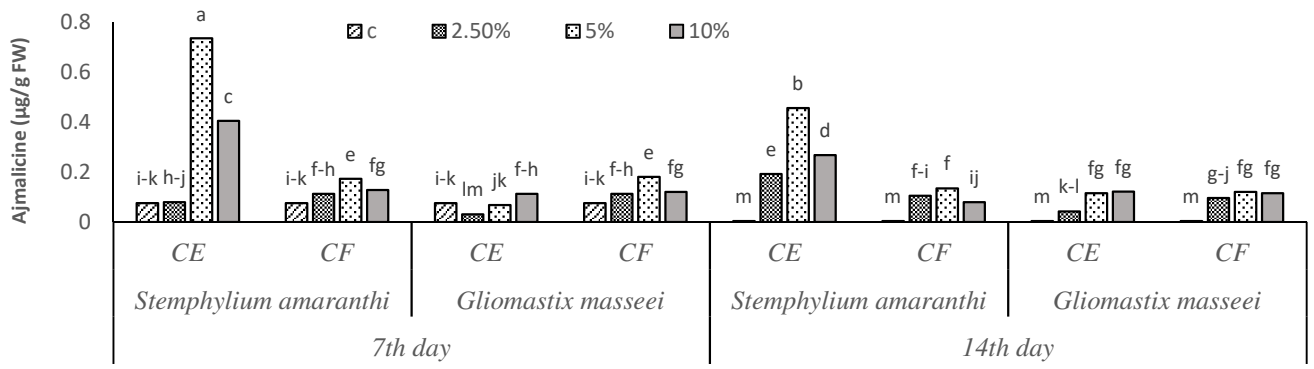 Ajmalicine (µg/g FW)
0.8
0.6
0.4
0.2
0
c 2.50% 5% 10%
i-k h-j a c
i-k f-h e fg
i-k lm jk f-h
i-k f-h e fg
m e b d
m f-i f ij
m k-l fg fg
m g-j fg fg
CE CF CE CF CE CF CE CF
Stemphylium amaranthi Gliomastix masseei Stemphylium amaranthi Gliomastix masseei
7th day 14th day